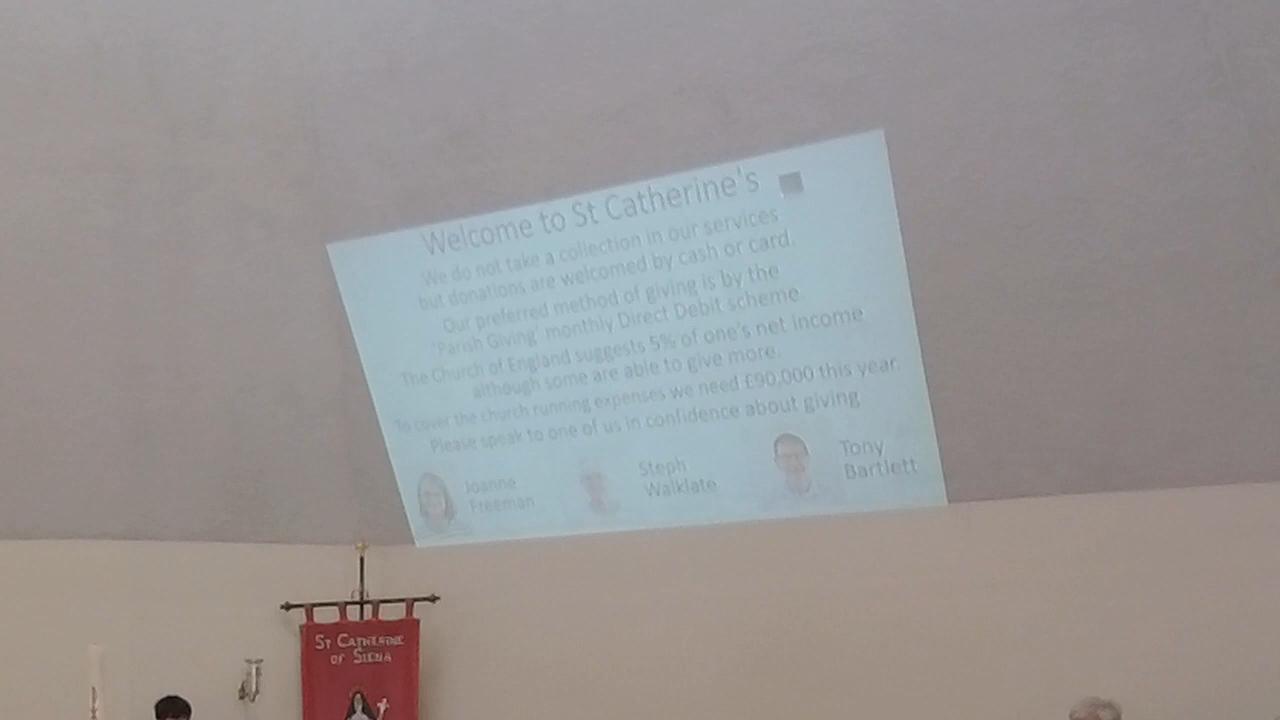 Welcome to St Catherine's
We do not take a collection in our services
but donations are welcomed by cash or card.
Our preferred method of giving is by the
'Parish Giving' monthly Direct Debit scheme
The Church of England suggests 5% of one's net income
although some are able to give more.
To cover the church running expenses we need £90,000 this year.
Please speak to one of us in confidence about giving
Joanne
Freeman
Steph
Walklate
Tony
Bartlett
ST CATHERINE
OF SIENA